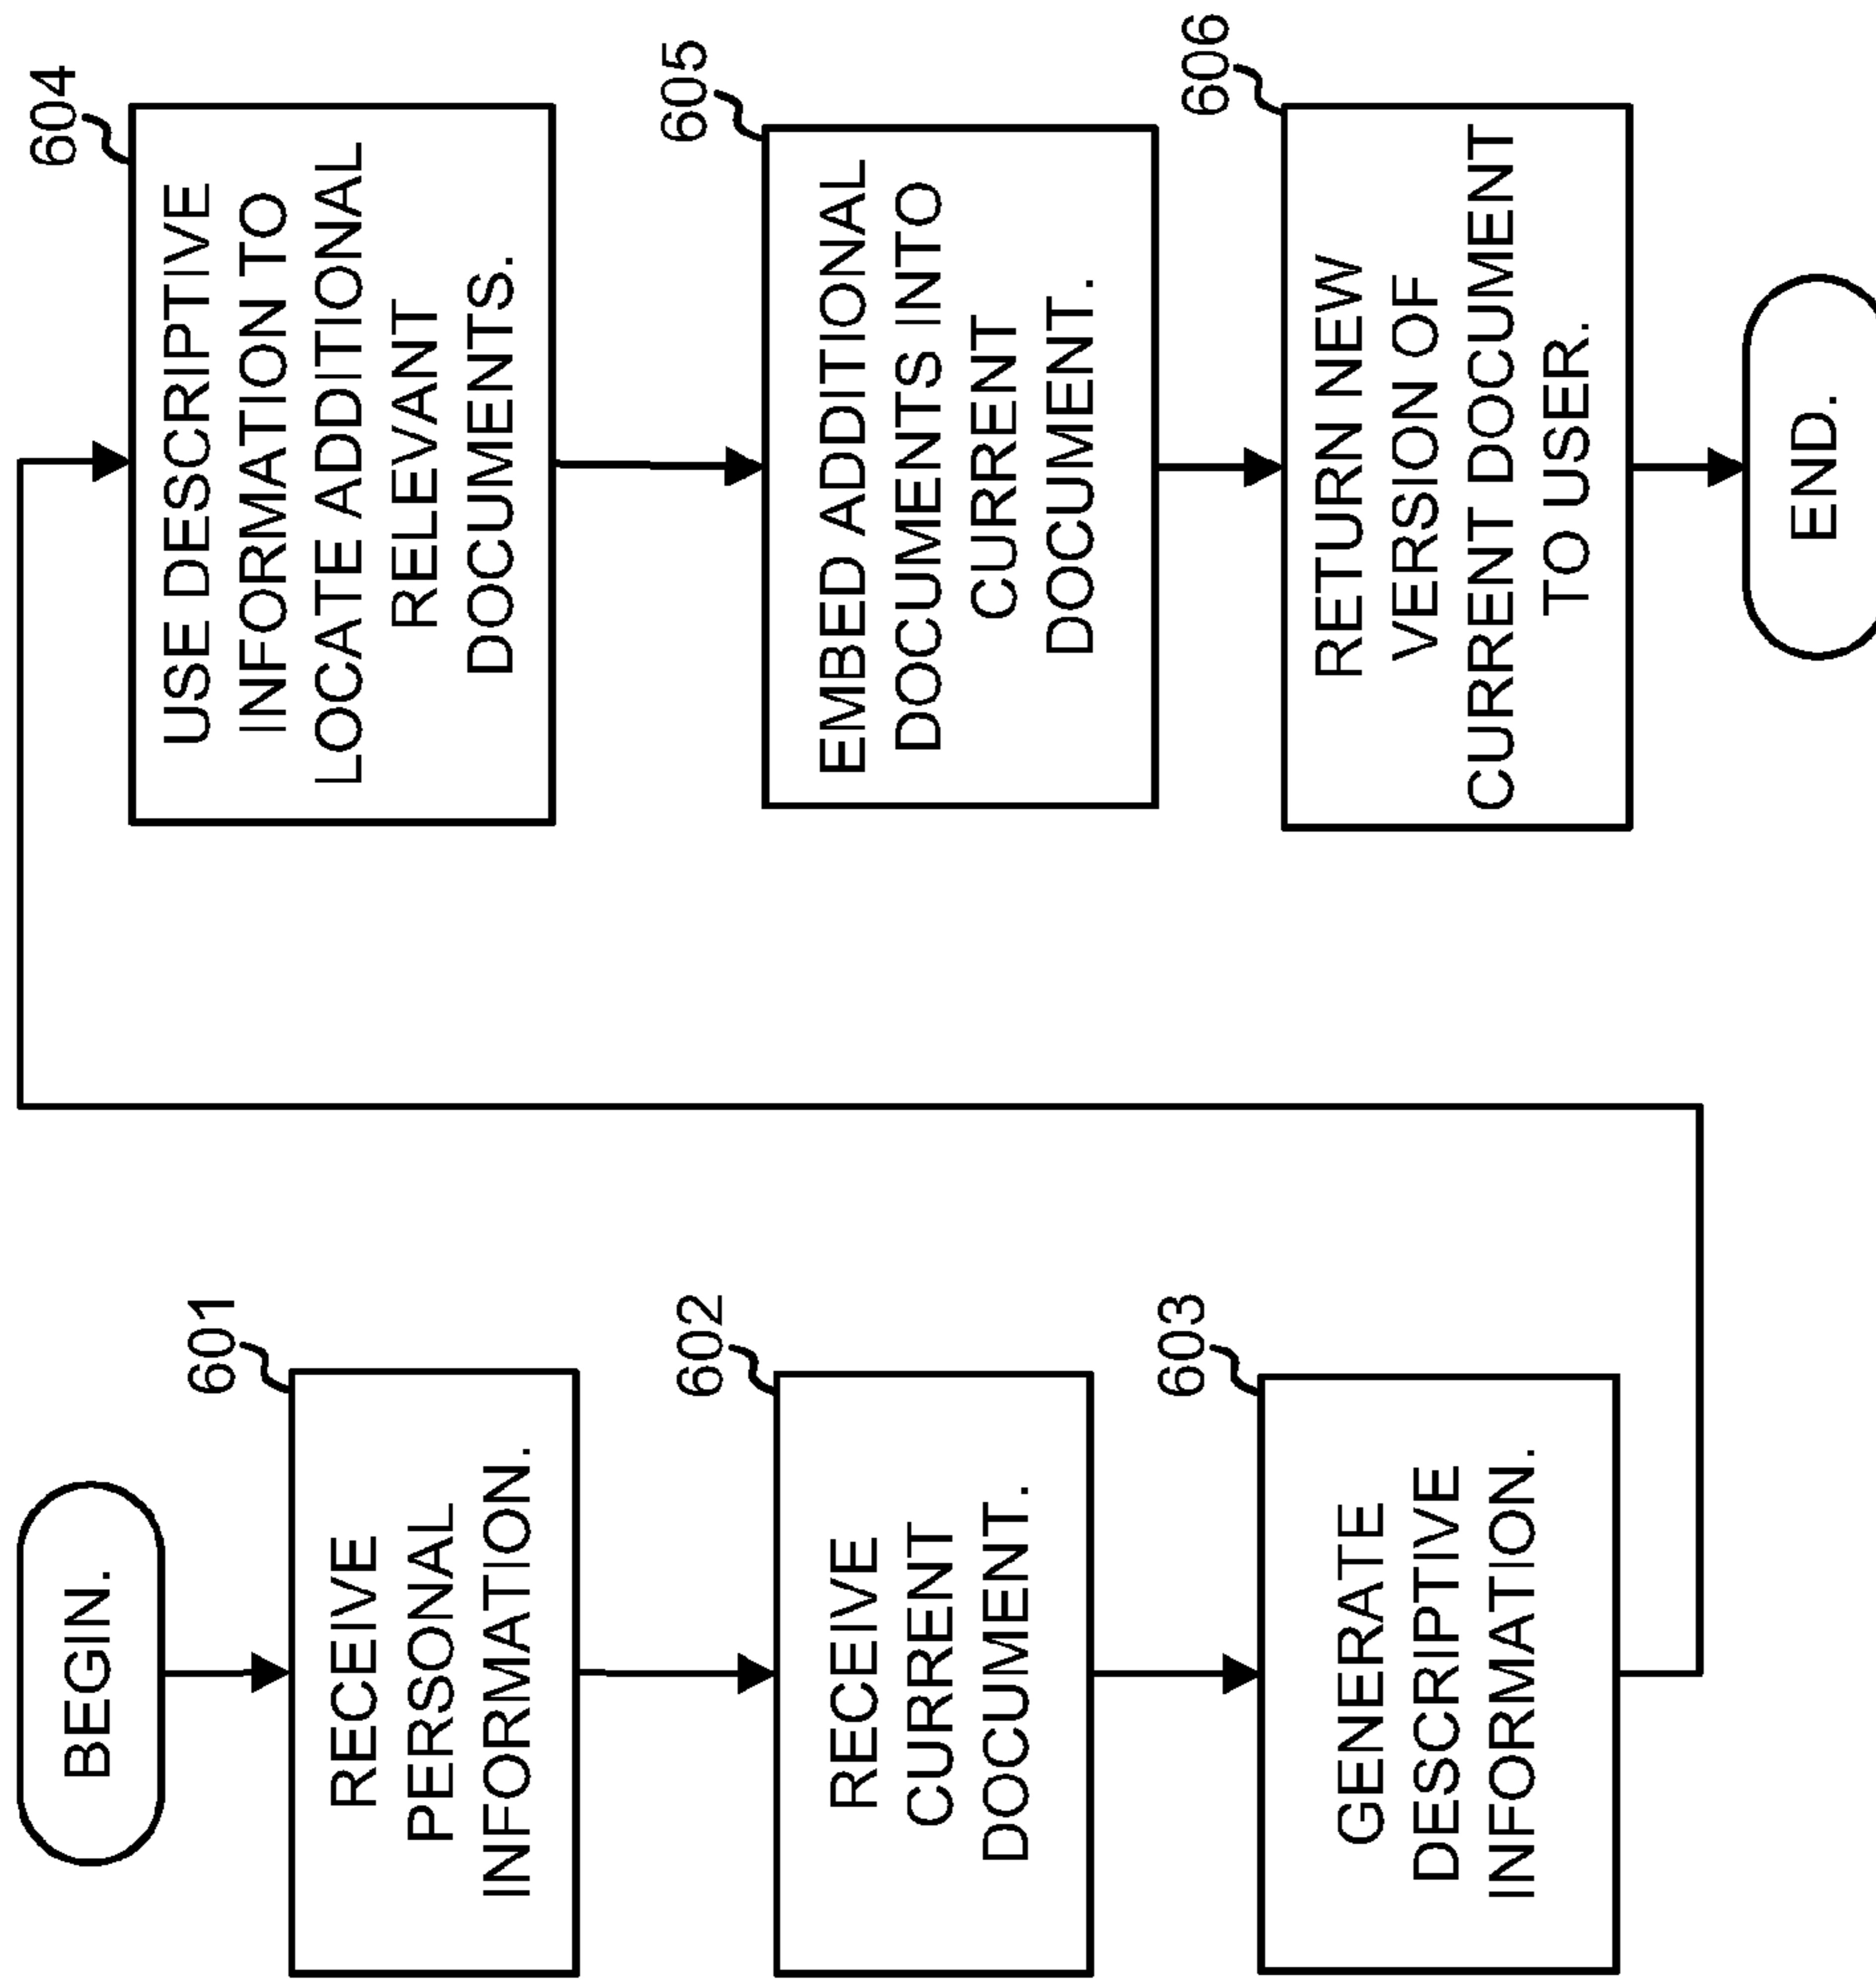 BEGIN.
601
RECEIVE
PERSONAL
INFORMATION.
602
RECEIVE
CURRENT
DOCUMENT.
603
GENERATE
DESCRIPTIVE
INFORMATION.
604
USE DESCRIPTIVE
INFORMATION TO
LOCATE ADDITIONAL
RELEVANT
DOCUMENTS.
605
EMBED ADDITIONAL
DOCUMENTS INTO
CURRENT
DOCUMENT.
606
RETURN NEW
VERSION OF
CURRENT DOCUMENT
TO USER.
END.